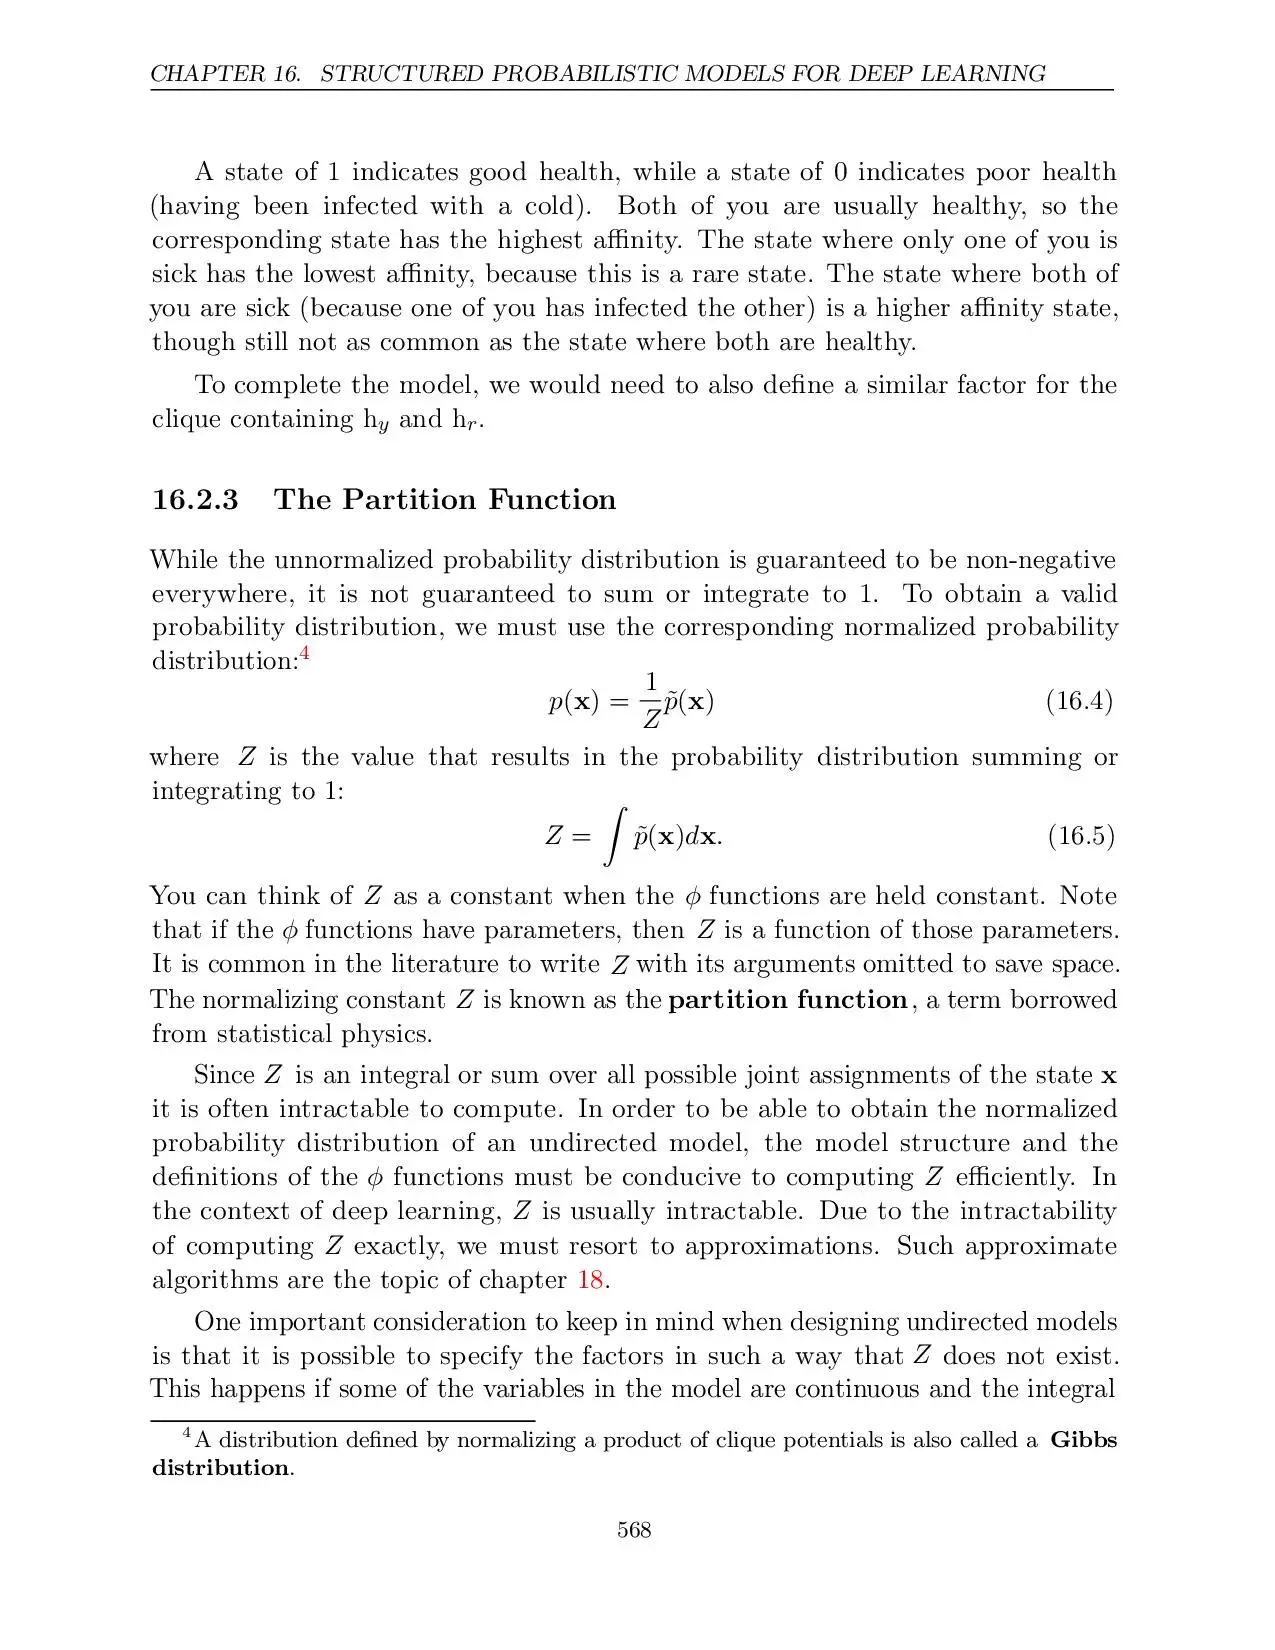 CHAPTER 16. STRUCTURED PROBABILISTIC MODELS FOR DEEP LEARNING
A state of 1 indicates good health, while a state of 0 indicates poor health
(having been infected with a cold). Both of you are usually healthy, so the
corresponding state has the highest affinity. The state where only one of you is
sick has the lowest affinity, because this is a rare state. The state where both of
you are sick (because one of you has infected the other) is a higher affinity state,
though still not as common as the state where both are healthy.
To complete the model, we would need to also define a similar factor for the
clique containing h_y and h_r.
16.2.3 The Partition Function
While the unnormalized probability distribution is guaranteed to be non-negative
everywhere, it is not guaranteed to sum or integrate to 1. To obtain a valid
probability distribution, we must use the corresponding normalized probability
distribution:⁴
p(x) = 1/Z p̃(x) (16.4)
where Z is the value that results in the probability distribution summing or
integrating to 1:
Z = ∫ p̃(x)dx. (16.5)
You can think of Z as a constant when the ϕ functions are held constant. Note
that if the ϕ functions have parameters, then Z is a function of those parameters.
It is common in the literature to write Z with its arguments omitted to save space.
The normalizing constant Z is known as the partition function, a term borrowed
from statistical physics.
Since Z is an integral or sum over all possible joint assignments of the state x
it is often intractable to compute. In order to be able to obtain the normalized
probability distribution of an undirected model, the model structure and the
definitions of the ϕ functions must be conducive to computing Z efficiently. In
the context of deep learning, Z is usually intractable. Due to the intractability
of computing Z exactly, we must resort to approximations. Such approximate
algorithms are the topic of chapter 18.
One important consideration to keep in mind when designing undirected models
is that it is possible to specify the factors in such a way that Z does not exist.
This happens if some of the variables in the model are continuous and the integral
⁴A distribution defined by normalizing a product of clique potentials is also called a Gibbs
distribution.
568